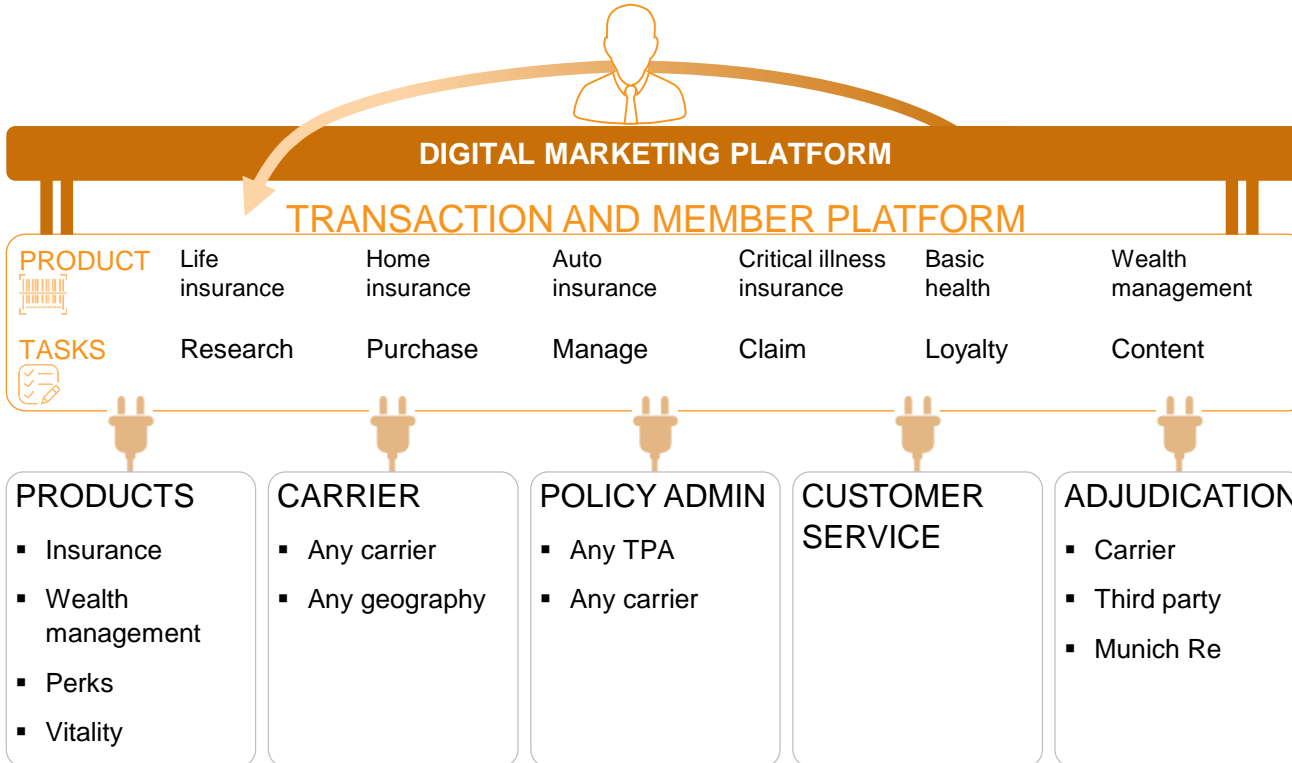 DIGITAL MARKETING PLATFORM
TRANSACTION AND MEMBER PLATFORM
PRODUCT
Life
insurance
Home
insurance
Auto
insurance
Critical illness
insurance
Basic
health
Wealth
management
TASKS
Research
Purchase
Manage
Claim
Loyalty
Content
PRODUCTS
▪ Insurance
▪ Wealth
management
▪ Perks
▪ Vitality
CARRIER
▪ Any carrier
▪ Any geography
POLICY ADMIN
▪ Any TPA
▪ Any carrier
CUSTOMER
SERVICE
ADJUDICATION
▪ Carrier
▪ Third party
▪ Munich Re